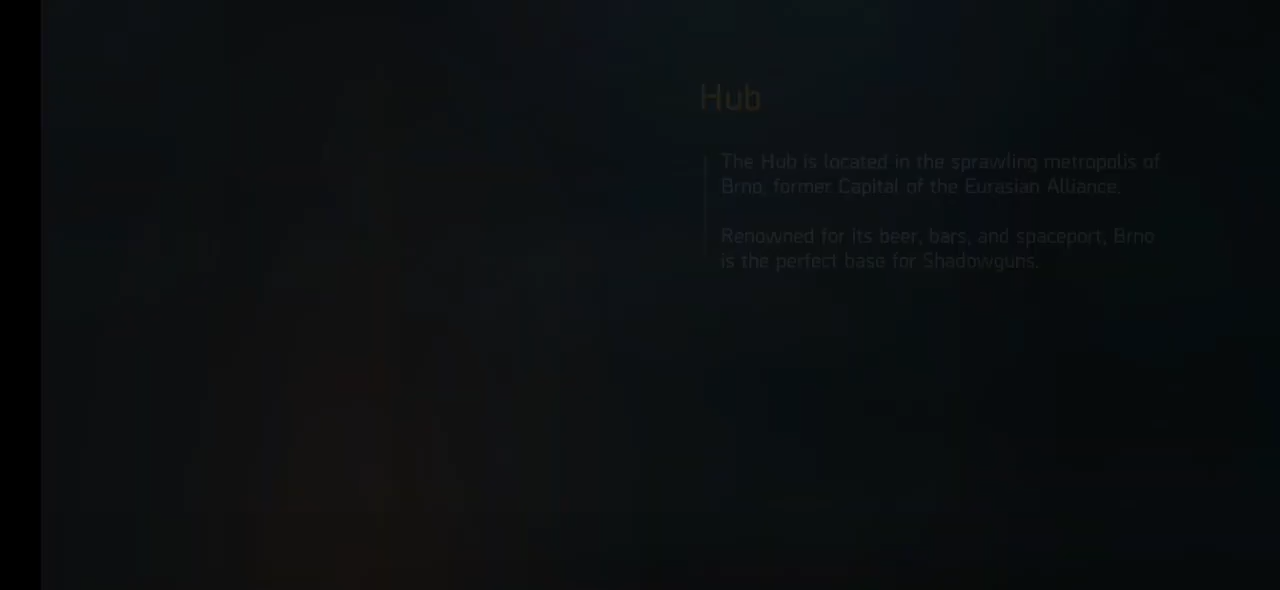 Hub
The Hub is located in the sprawling metropolis of
Brno, former Capital of the Eurasian Alliance.
Renowned for its beer, bars, and spaceport, Brno
is the perfect base for Shadowguns.